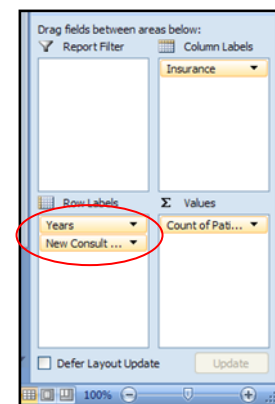 Drag fields between areas below:
Report Filter
Column Labels
Insurance
Row Labels
Σ Values
Years
Count of Pati...
New Consult ...
Defer Layout Update
Update
100%